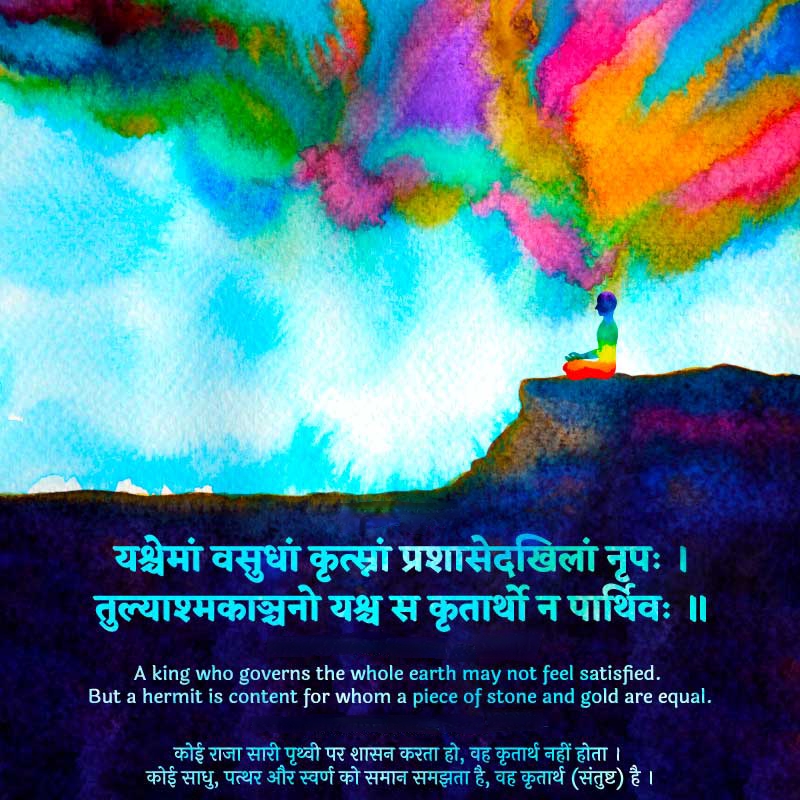 यश्चेमां वसुधां कृत्स्नां प्रशासेदखिलां नृपः ।
तुल्याश्मकाञ्चनो यश्च स कृतार्थो न पार्थिवः ॥
A king who governs the whole earth may not feel satisfied.
But a hermit is content for whom a piece of stone and gold are equal.
कोई राजा सारी पृथ्वी पर शासन करता हो, वह कृतार्थ नहीं होता ।
कोई साधु, पत्थर और स्वर्ण को समान समझता है, वह कृतार्थ (संतुष्ट) है ।